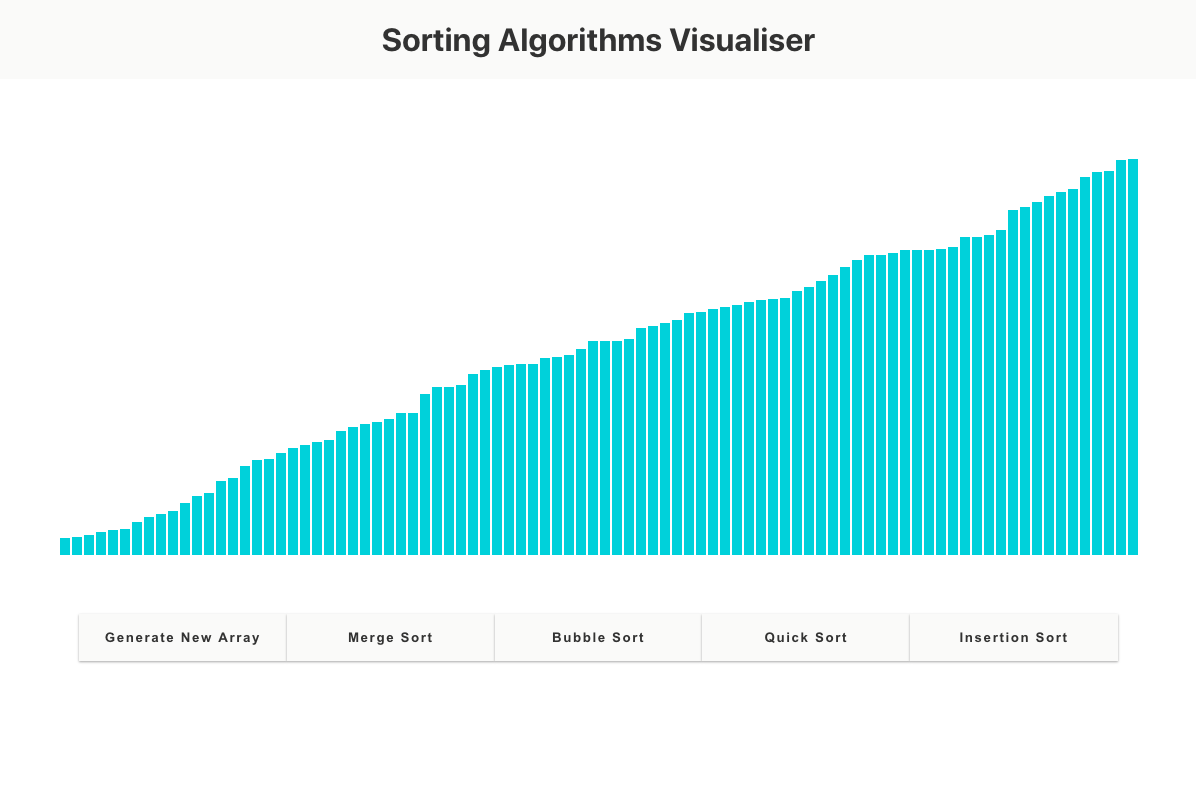 Sorting Algorithms Visualiser
Generate New Array
Merge Sort
Bubble Sort
Quick Sort
Insertion Sort